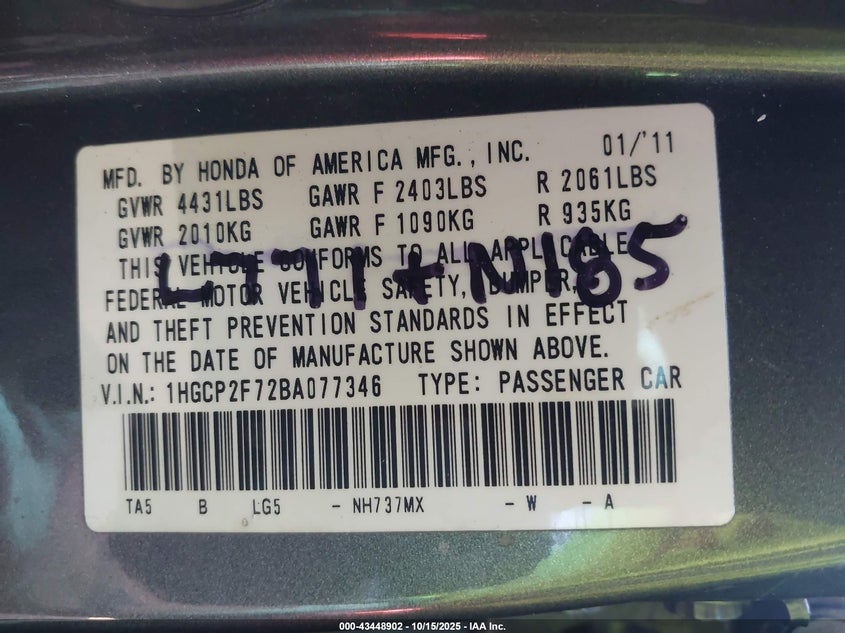 MFD. BY HONDA OF AMERICA MFG., INC. 01/'11
GVWR 4431LBS GAWR F 2403LBS R 2061LBS
GVWR 2010KG GAWR F 1090KG R 935KG
THIS VEHICLE CONFORMS TO ALL APPLICABLE
L771+N185
FEDERAL MOTOR VEHICLE SAFETY, BUMPER,
AND THEFT PREVENTION STANDARDS IN EFFECT
ON THE DATE OF MANUFACTURE SHOWN ABOVE.
V.I.N.: 1HGCP2F72BA077346 TYPE: PASSENGER CAR
TA5 B LG5 - NH737MX - W - A
000-43448902 - 10/15/2025 - IAA Inc.